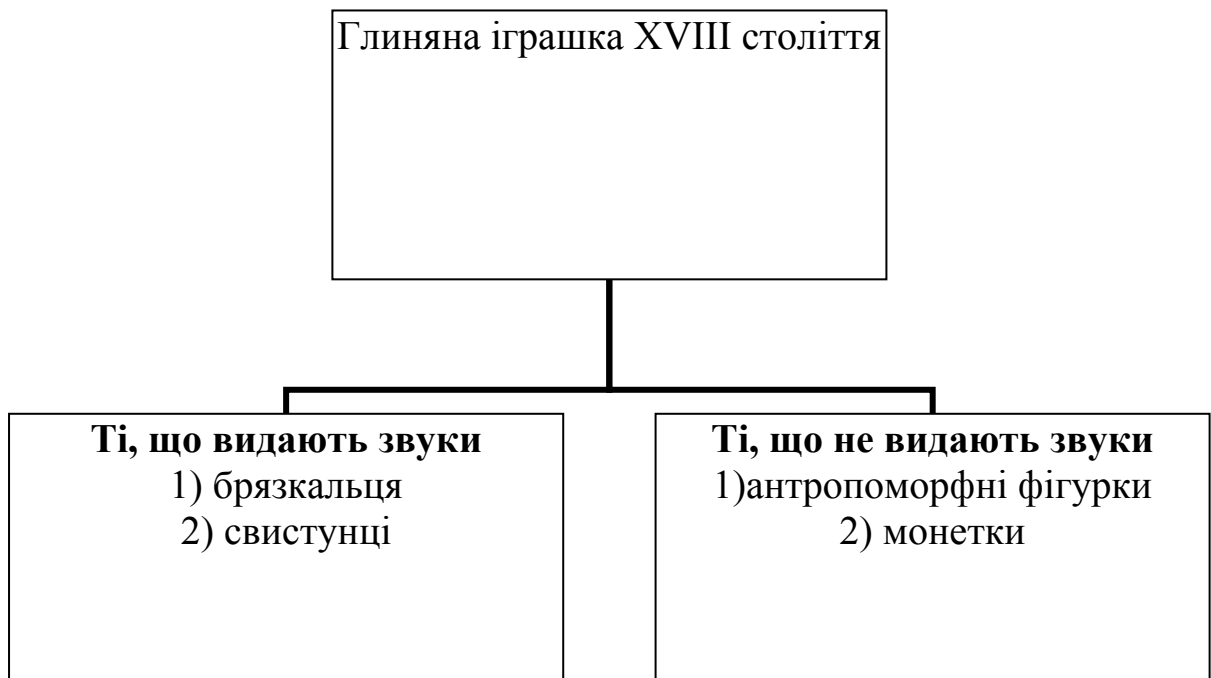 Глиняна іграшка XVIII століття
Ті, що видають звуки
1) брязкальця
2) свистунці
Ті, що не видають звуки
1)антропоморфні фігурки
2) монетки